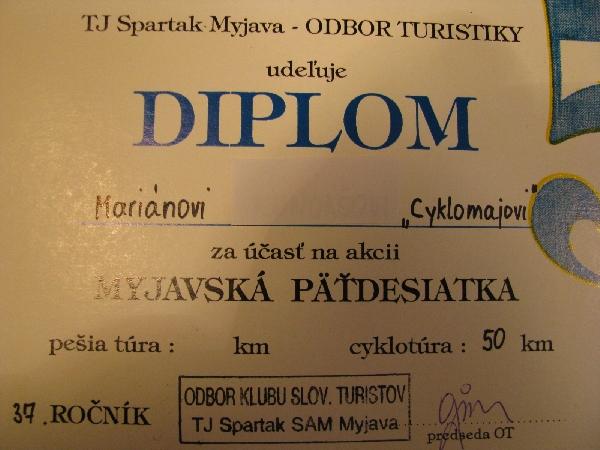 TJ Spartak Myjava - ODBOR TURISTIKY
udeľuje
DIPLOM
Mariánovi „Cyklomajovi"
za účasť na akcii
MYJAVSKÁ PÄŤDESIATKA
pešia túra : km cyklotúra : 50 km
37. ROČNÍK
ODBOR KLUBU SLOV. TURISTOV
TJ Spartak SAM Myjava
predseda OT